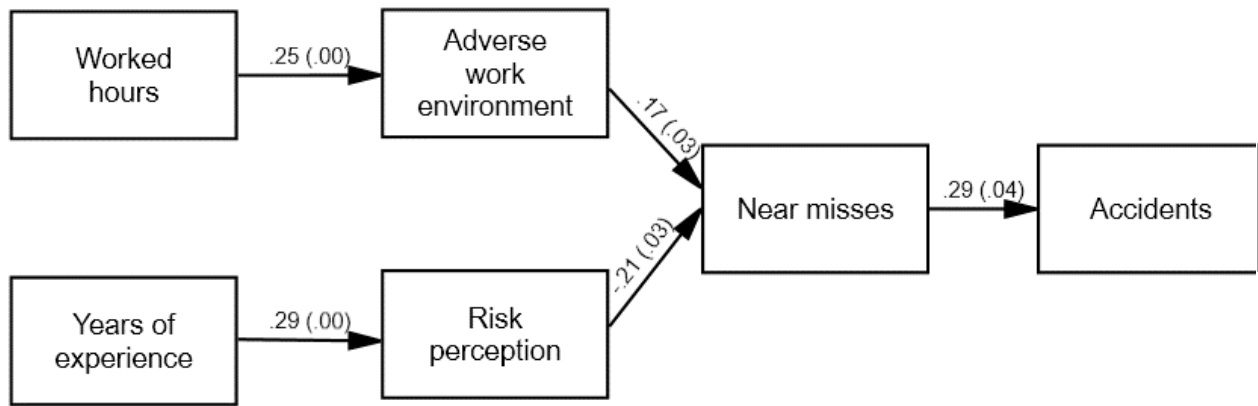 Worked
hours
.25 (.00)
Adverse
work
environment
.17 (.03)
Near misses
.29 (.04)
Accidents
Years of
experience
.29 (.00)
Risk
perception
-.21 (.03)